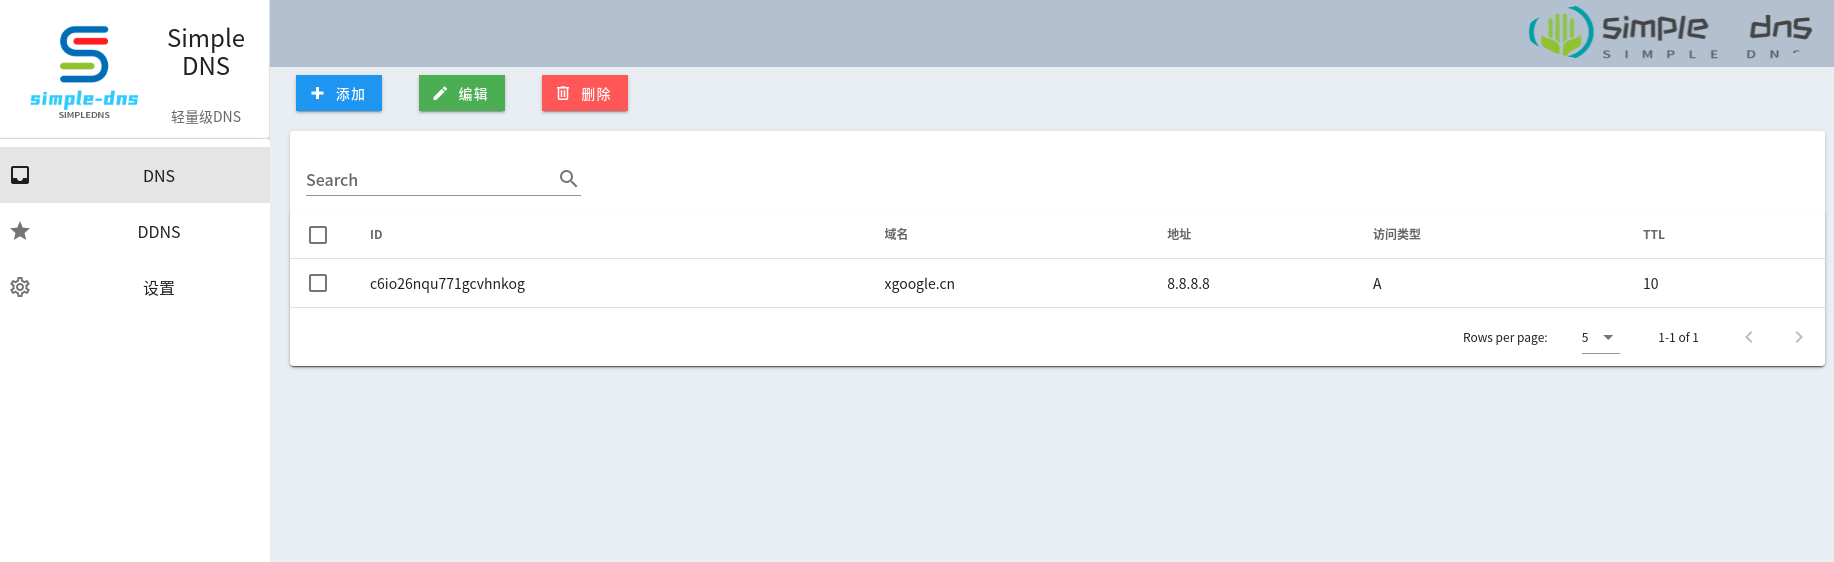 Simple
DNS
simple-dns
SIMPLEDNS
轻量级DNS
DNS
DDNS
设置
simple dns
SIMPLE DNS
添加
编辑
删除
Search
ID 域名 地址 访问类型 TTL
c6io26nqu771gcvhnkog xgoogle.cn 8.8.8.8 A 10
Rows per page: 5 1-1 of 1